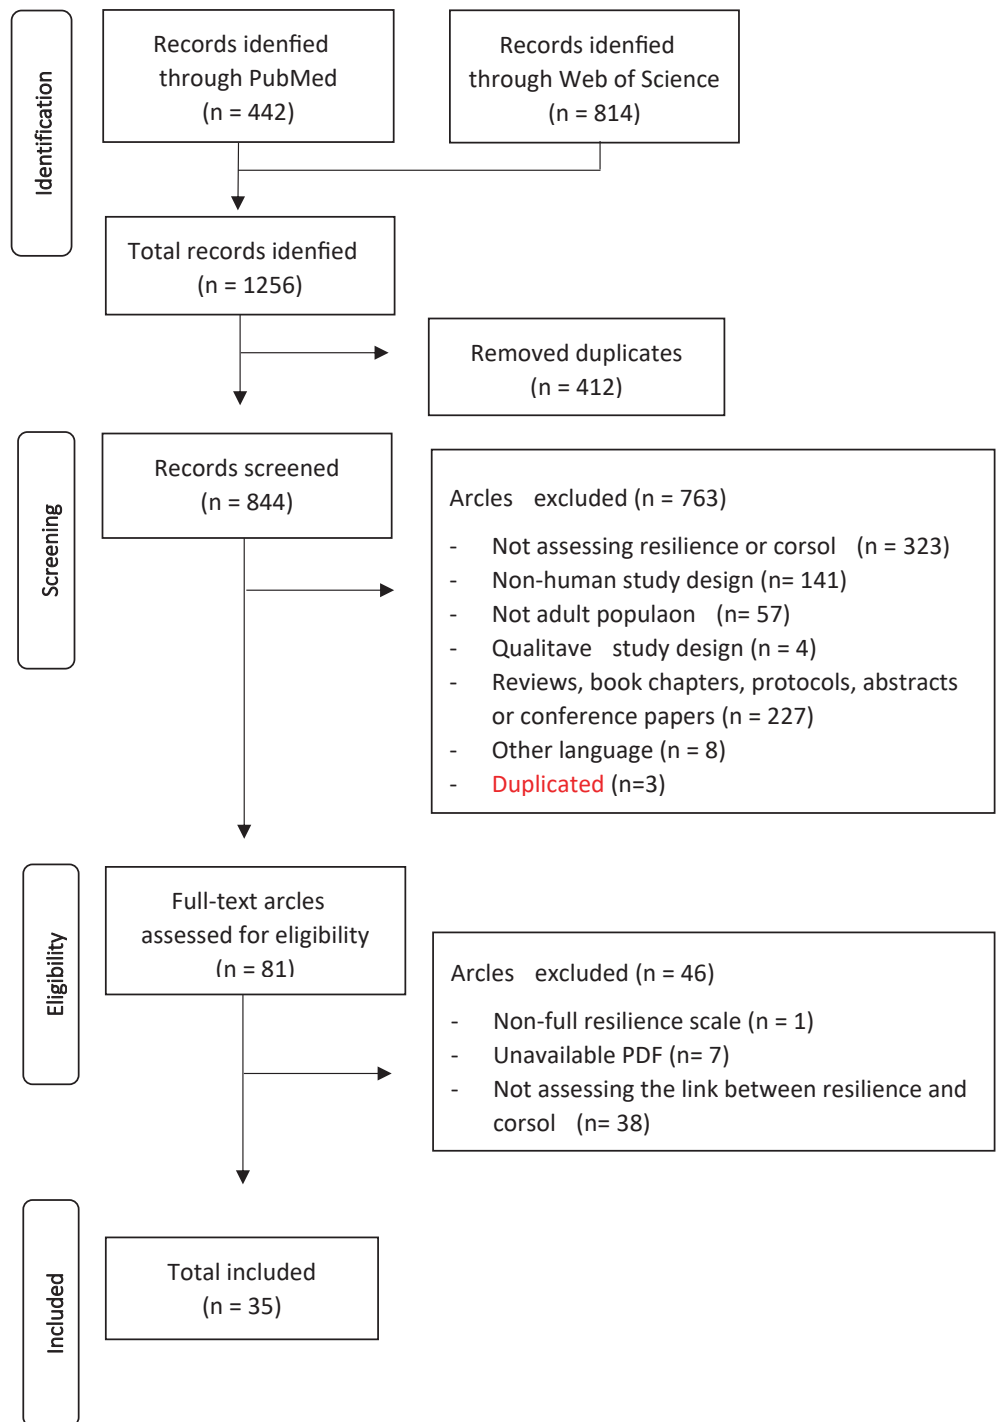 Identification
Records idenfied
through PubMed
(n = 442)
Records idenfied
through Web of Science
(n = 814)
Total records idenfied
(n = 1256)
Removed duplicates
(n = 412)
Screening
Records screened
(n = 844)
Arcles excluded (n = 763)
- Not assessing resilience or corsol (n = 323)
- Non-human study design (n= 141)
- Not adult populaon (n= 57)
- Qualitave study design (n = 4)
- Reviews, book chapters, protocols, abstracts
or conference papers (n = 227)
- Other language (n = 8)
- Duplicated (n=3)
Eligibility
Full-text arcles
assessed for eligibility
(n = 81)
Arcles excluded (n = 46)
- Non-full resilience scale (n = 1)
- Unavailable PDF (n= 7)
- Not assessing the link between resilience and
corsol (n= 38)
Included
Total included
(n = 35)